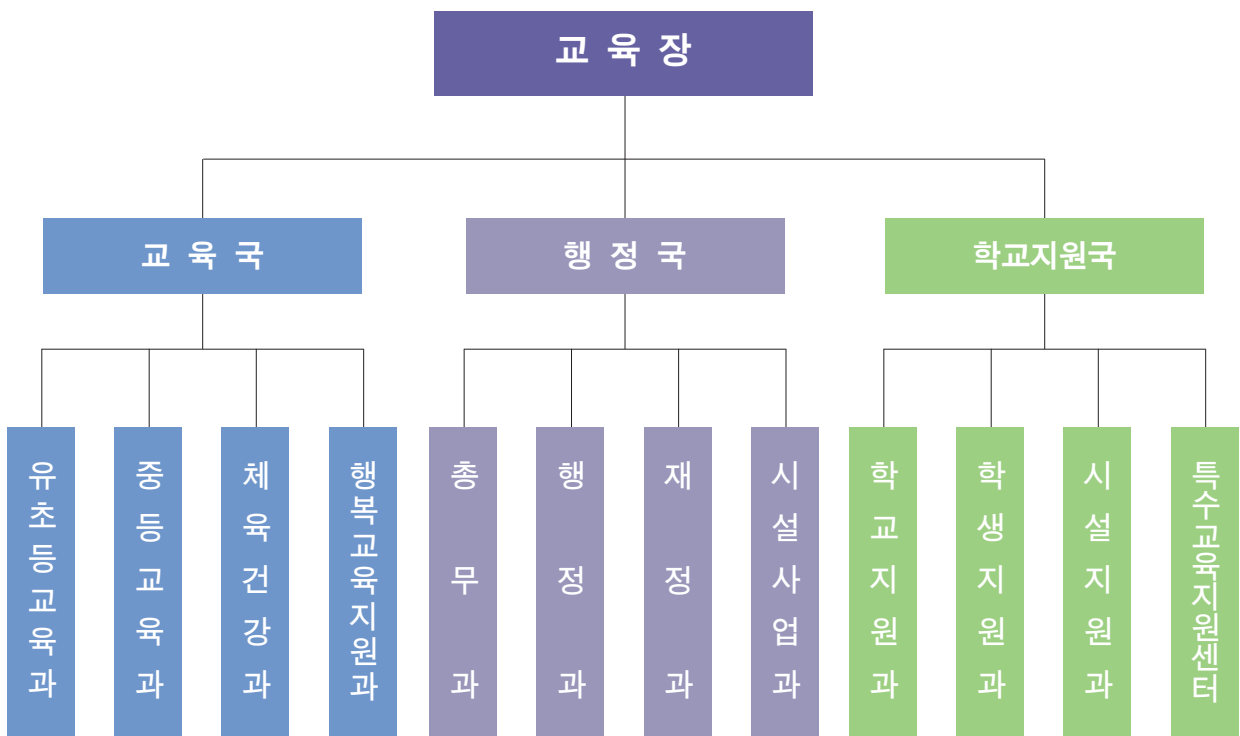 교 육 장
교 육 국
행 정 국
학교지원국
유초등교육과
중등교육과
체육건강과
행복교육지원과
총무과
행정과
재정과
시설사업과
학교지원과
학생지원과
시설지원과
특수교육지원센터